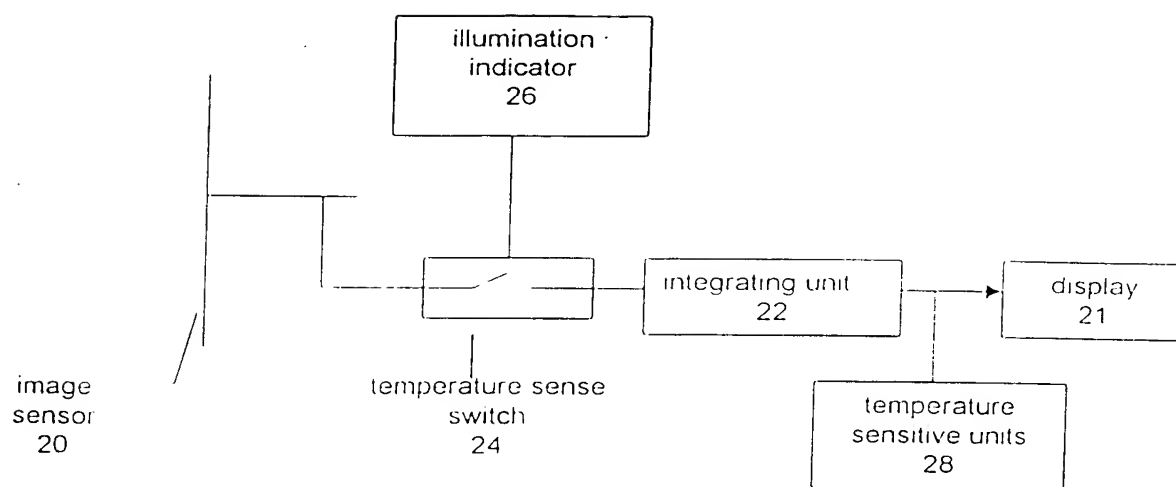 illumination
indicator
26
integrating unit
22
display
21
image
sensor
20
temperature sense
switch
24
temperature
sensitive units
28